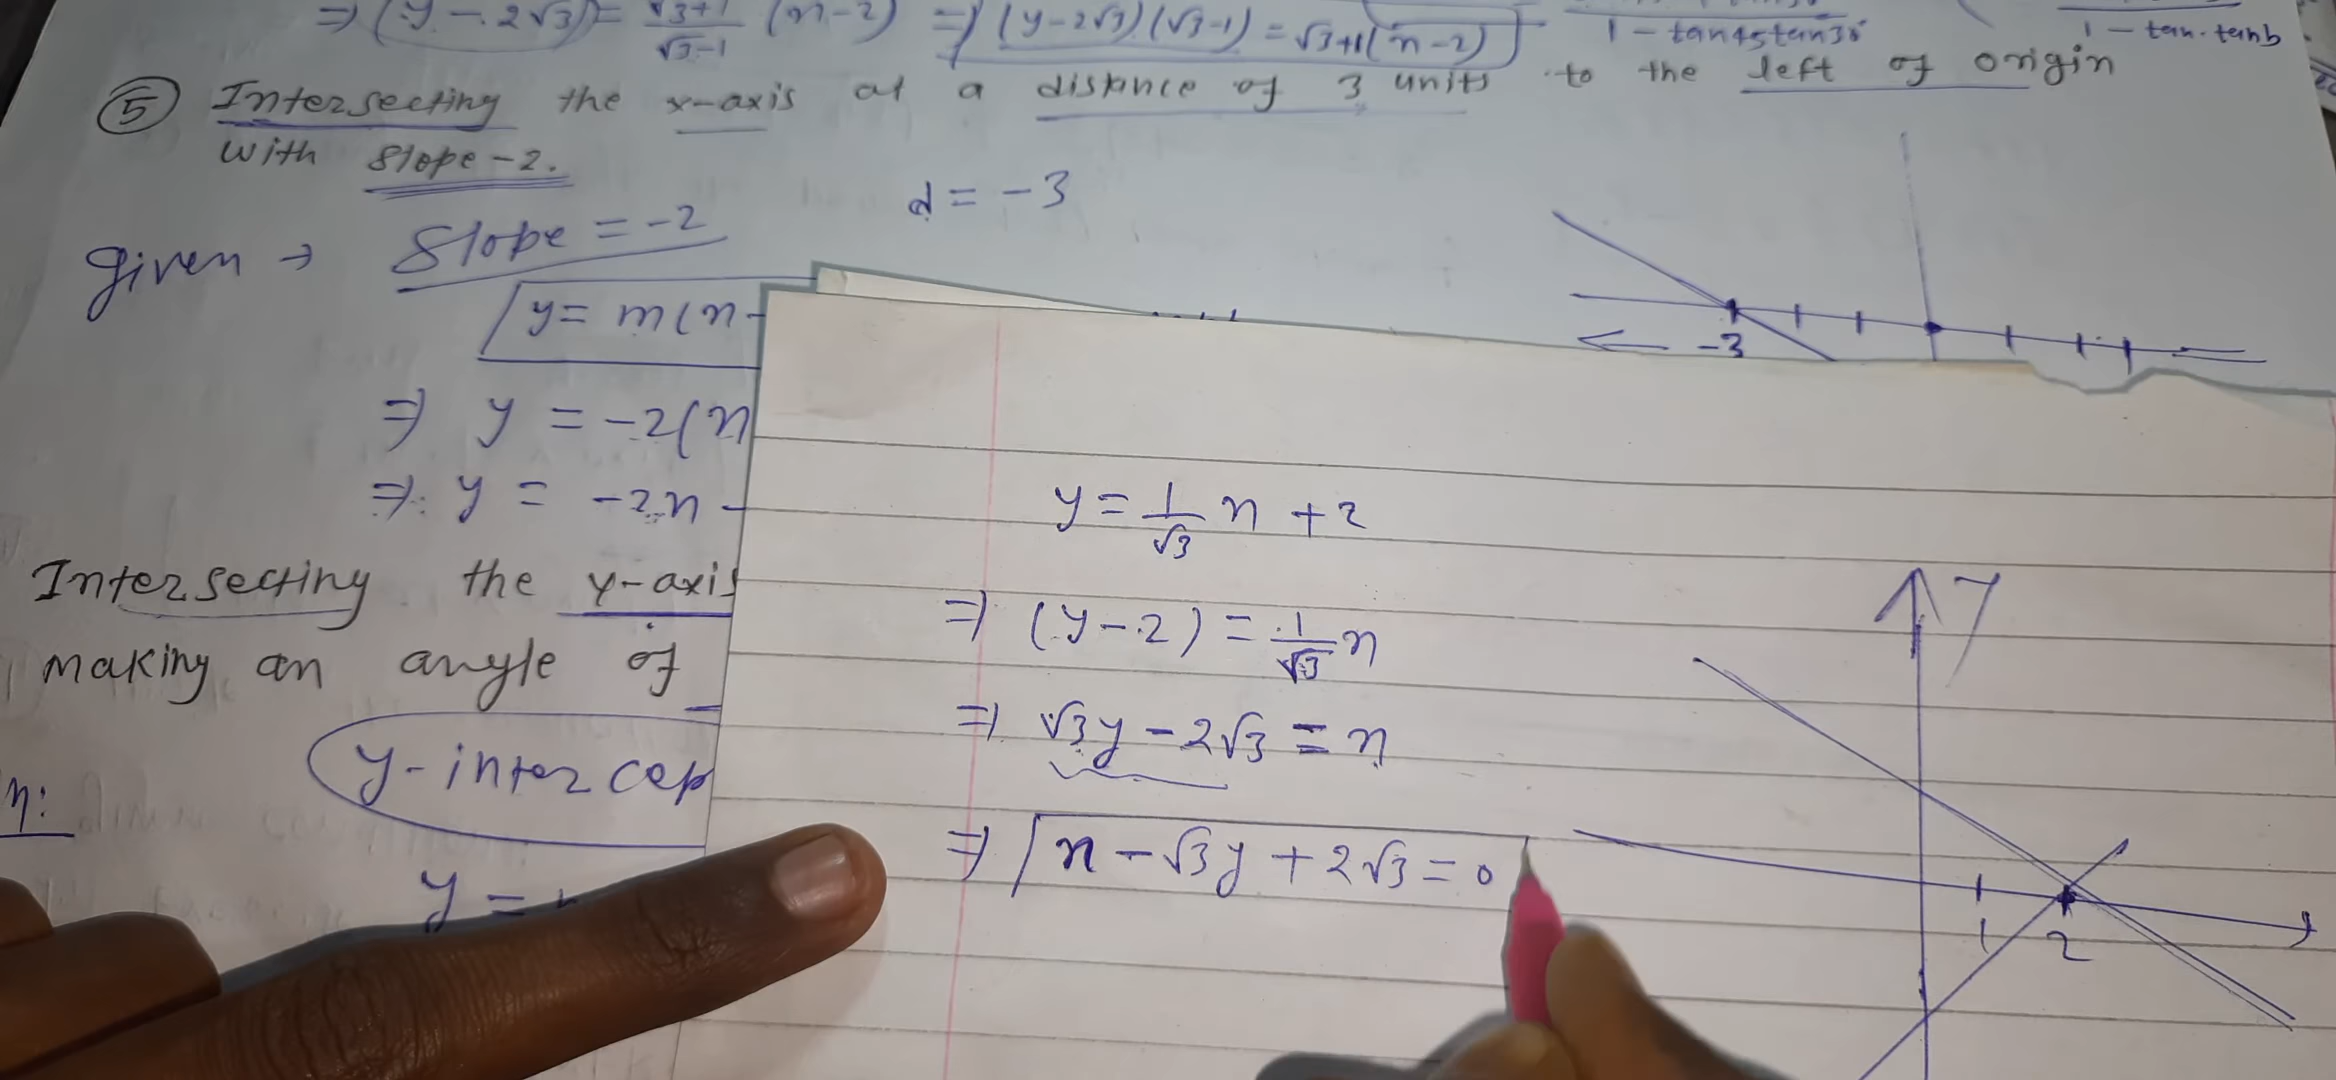 ⇒ (y - 2√3) = √3+1/√3-1 (n-2) ⇒ (y-2√3)(√3-1) = √3+1(n-2)
1 - tan45tan30
1 - tan.tanb
⑤ Intersecting the x-axis at a distance of 3 units to the left of origin
with slope -2.
d = -3
given → Slope = -2
y = m(n-
⇒ y = -2(n
⇒ y = -2n -
-3
Intersecting the y-axis
making an angle of
y-intercep
n:
y =
y = 1/√3 n + 2
⇒ (y-2) = 1/√3 n
⇒ √3y - 2√3 = n
⇒ n - √3y + 2√3 = 0
y
1 2